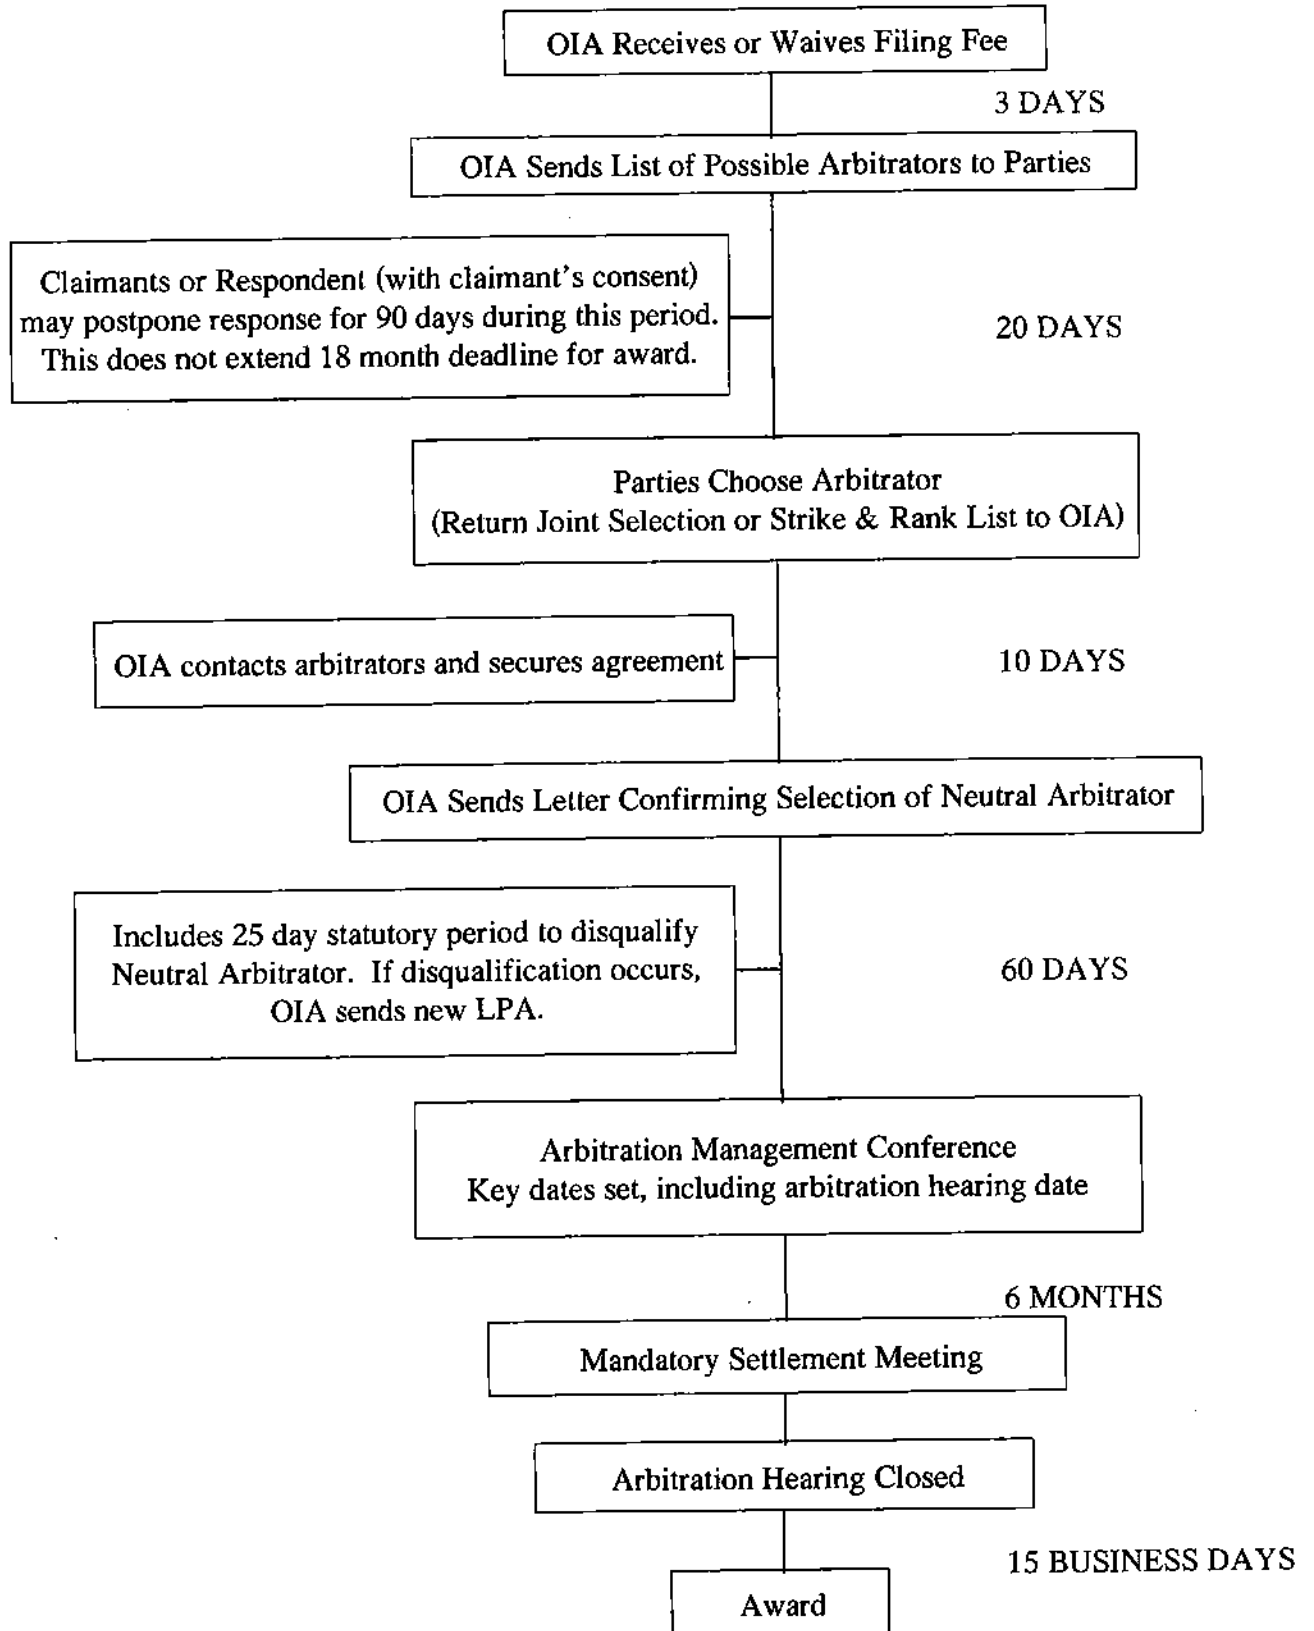 OIA Receives or Waives Filing Fee
3 DAYS
OIA Sends List of Possible Arbitrators to Parties
Claimants or Respondent (with claimant's consent)
may postpone response for 90 days during this period.
This does not extend 18 month deadline for award.
20 DAYS
Parties Choose Arbitrator
(Return Joint Selection or Strike & Rank List to OIA)
OIA contacts arbitrators and secures agreement
10 DAYS
OIA Sends Letter Confirming Selection of Neutral Arbitrator
Includes 25 day statutory period to disqualify
Neutral Arbitrator. If disqualification occurs,
OIA sends new LPA.
60 DAYS
Arbitration Management Conference
Key dates set, including arbitration hearing date
6 MONTHS
Mandatory Settlement Meeting
Arbitration Hearing Closed
15 BUSINESS DAYS
Award